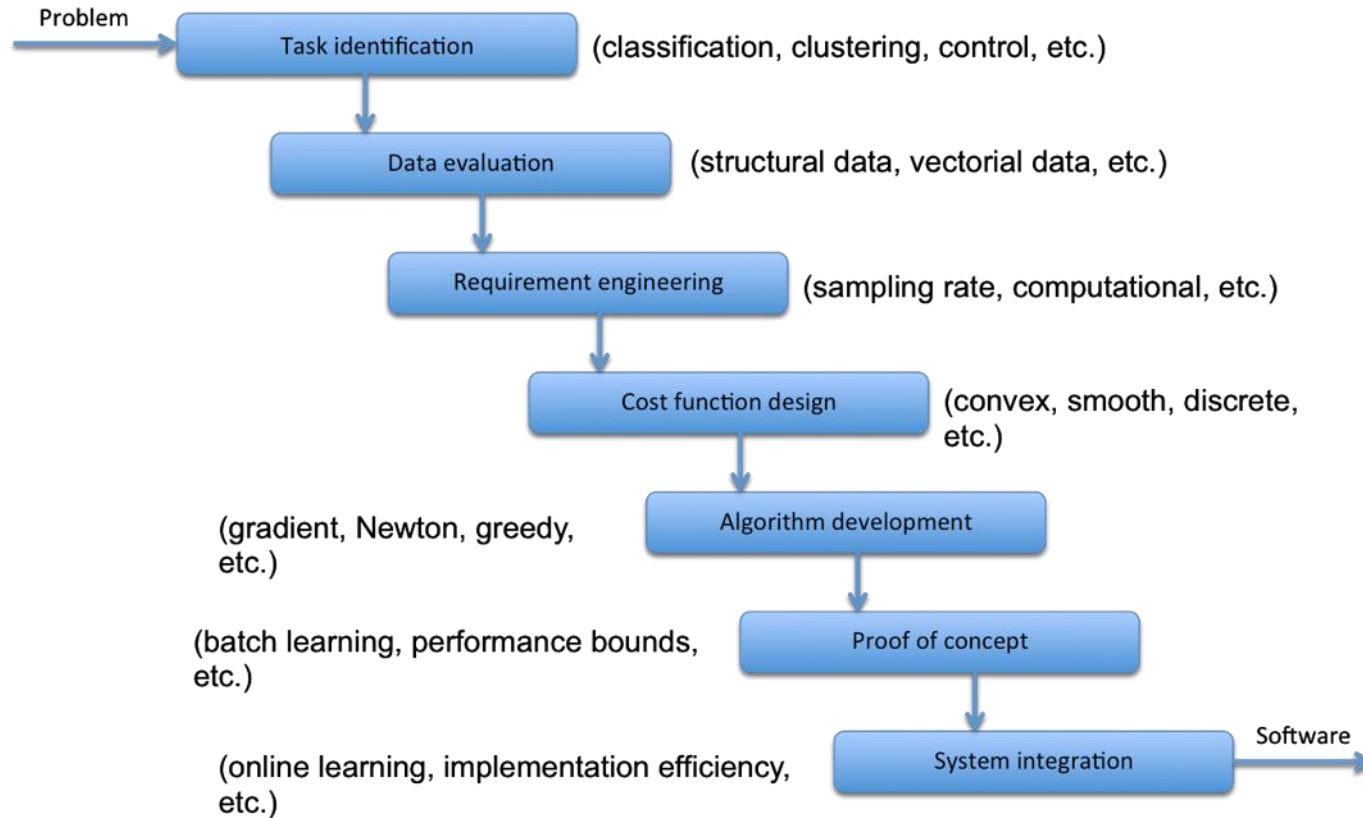 Problem
Task identification
(classification, clustering, control, etc.)
Data evaluation
(structural data, vectorial data, etc.)
Requirement engineering
(sampling rate, computational, etc.)
Cost function design
(convex, smooth, discrete,
etc.)
Algorithm development
(gradient, Newton, greedy,
etc.)
Proof of concept
(batch learning, performance bounds,
etc.)
System integration
Software
(online learning, implementation efficiency,
etc.)